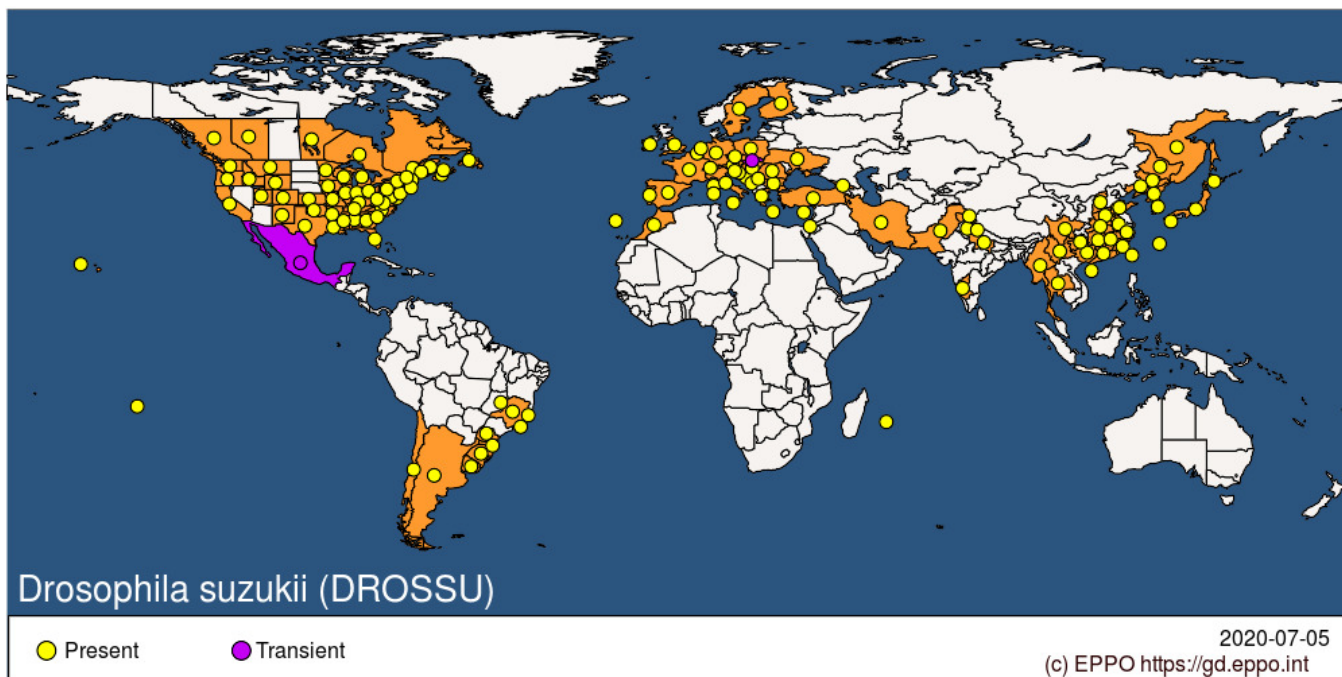 Drosophila suzukii (DROSSU)
Present
Transient
2020-07-05
(c) EPPO https://gd.eppo.int